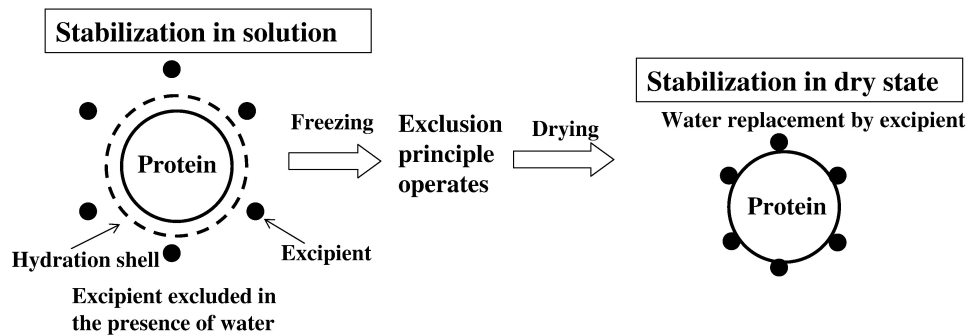 Stabilization in solution
Protein
Hydration shell
Excipient
Excipient excluded in
the presence of water
Freezing
Exclusion
principle
operates
Drying
Stabilization in dry state
Water replacement by excipient
Protein